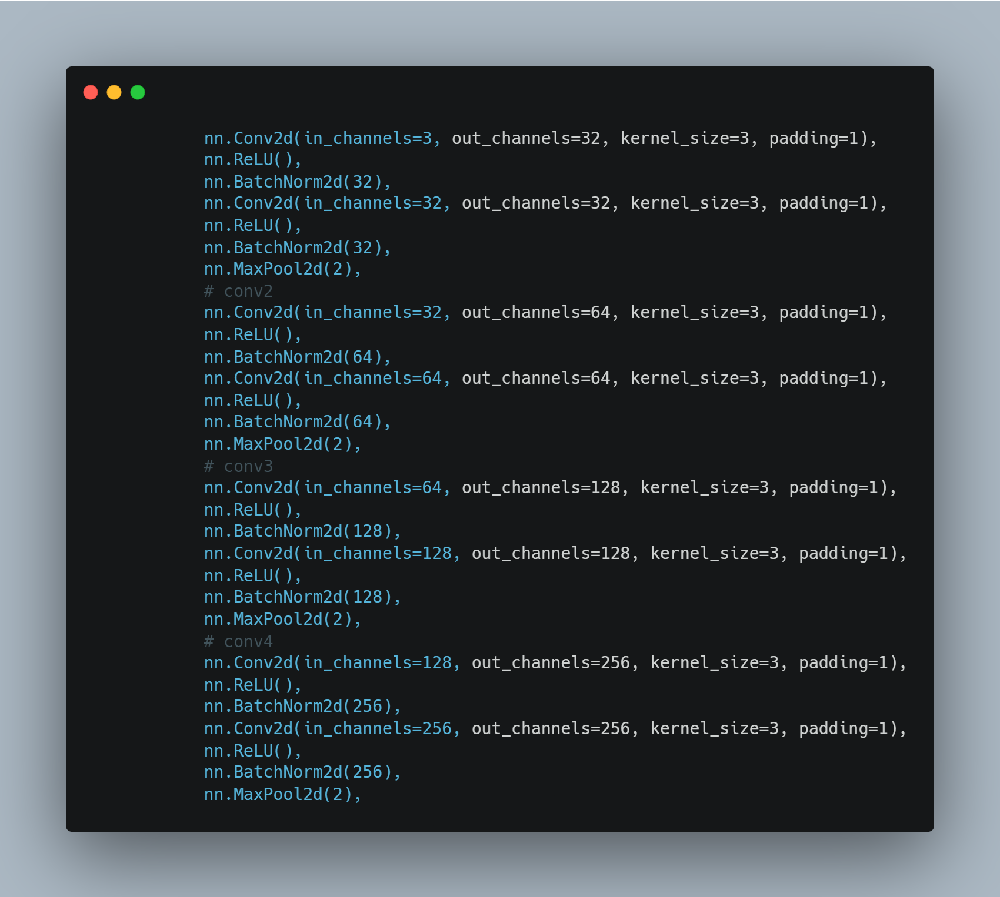 nn.Conv2d(in_channels=3, out_channels=32, kernel_size=3, padding=1),
nn.ReLU(),
nn.BatchNorm2d(32),
nn.Conv2d(in_channels=32, out_channels=32, kernel_size=3, padding=1),
nn.ReLU(),
nn.BatchNorm2d(32),
nn.MaxPool2d(2),
# conv2
nn.Conv2d(in_channels=32, out_channels=64, kernel_size=3, padding=1),
nn.ReLU(),
nn.BatchNorm2d(64),
nn.Conv2d(in_channels=64, out_channels=64, kernel_size=3, padding=1),
nn.ReLU(),
nn.BatchNorm2d(64),
nn.MaxPool2d(2),
# conv3
nn.Conv2d(in_channels=64, out_channels=128, kernel_size=3, padding=1),
nn.ReLU(),
nn.BatchNorm2d(128),
nn.Conv2d(in_channels=128, out_channels=128, kernel_size=3, padding=1),
nn.ReLU(),
nn.BatchNorm2d(128),
nn.MaxPool2d(2),
# conv4
nn.Conv2d(in_channels=128, out_channels=256, kernel_size=3, padding=1),
nn.ReLU(),
nn.BatchNorm2d(256),
nn.Conv2d(in_channels=256, out_channels=256, kernel_size=3, padding=1),
nn.ReLU(),
nn.BatchNorm2d(256),
nn.MaxPool2d(2),